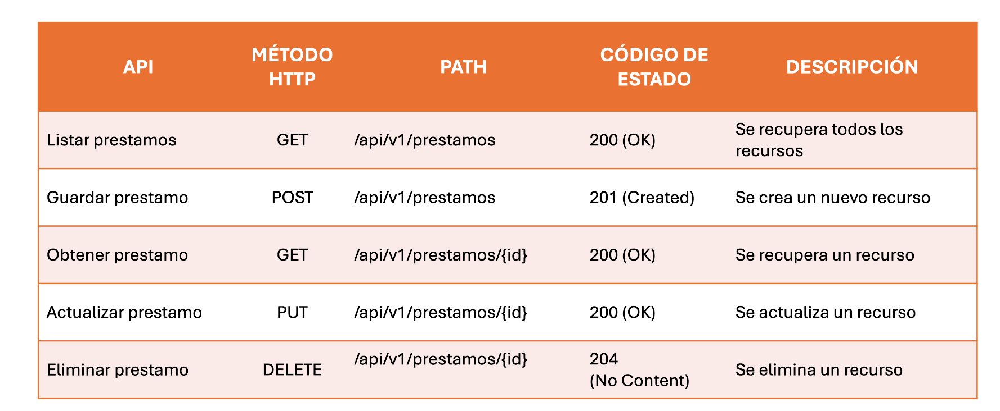 API
MÉTODO
HTTP
PATH
CÓDIGO DE
ESTADO
DESCRIPCIÓN
Listar prestamos
GET
/api/v1/prestamos
200 (OK)
Se recupera todos los
recursos
Guardar prestamo
POST
/api/v1/prestamos
201 (Created)
Se crea un nuevo recurso
Obtener prestamo
GET
/api/v1/prestamos/{id}
200 (OK)
Se recupera un recurso
Actualizar prestamo
PUT
/api/v1/prestamos/{id}
200 (OK)
Se actualiza un recurso
Eliminar prestamo
DELETE
/api/v1/prestamos/{id}
204
(No Content)
Se elimina un recurso